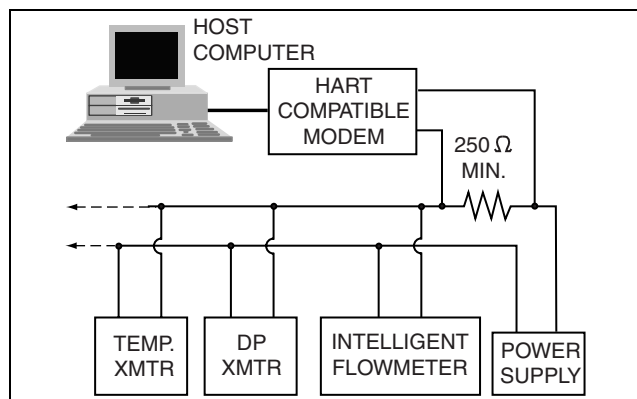 HOST
COMPUTER
HART
COMPATIBLE
MODEM
250 Ω
MIN.
TEMP.
XMTR
DP
XMTR
INTELLIGENT
FLOWMETER
POWER
SUPPLY